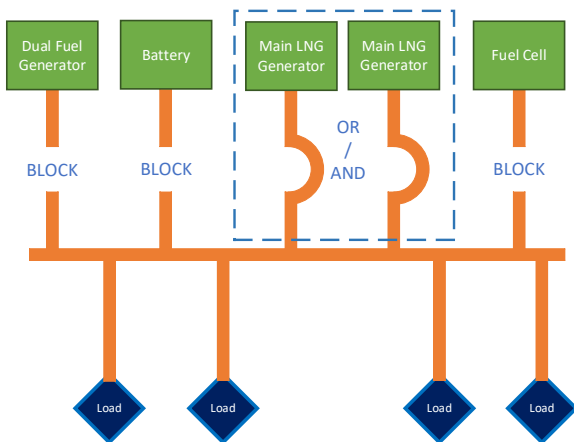 Dual Fuel
Generator
Battery
Main LNG
Generator
Main LNG
Generator
Fuel Cell
BLOCK
BLOCK
OR
/
AND
BLOCK
Load
Load
Load
Load